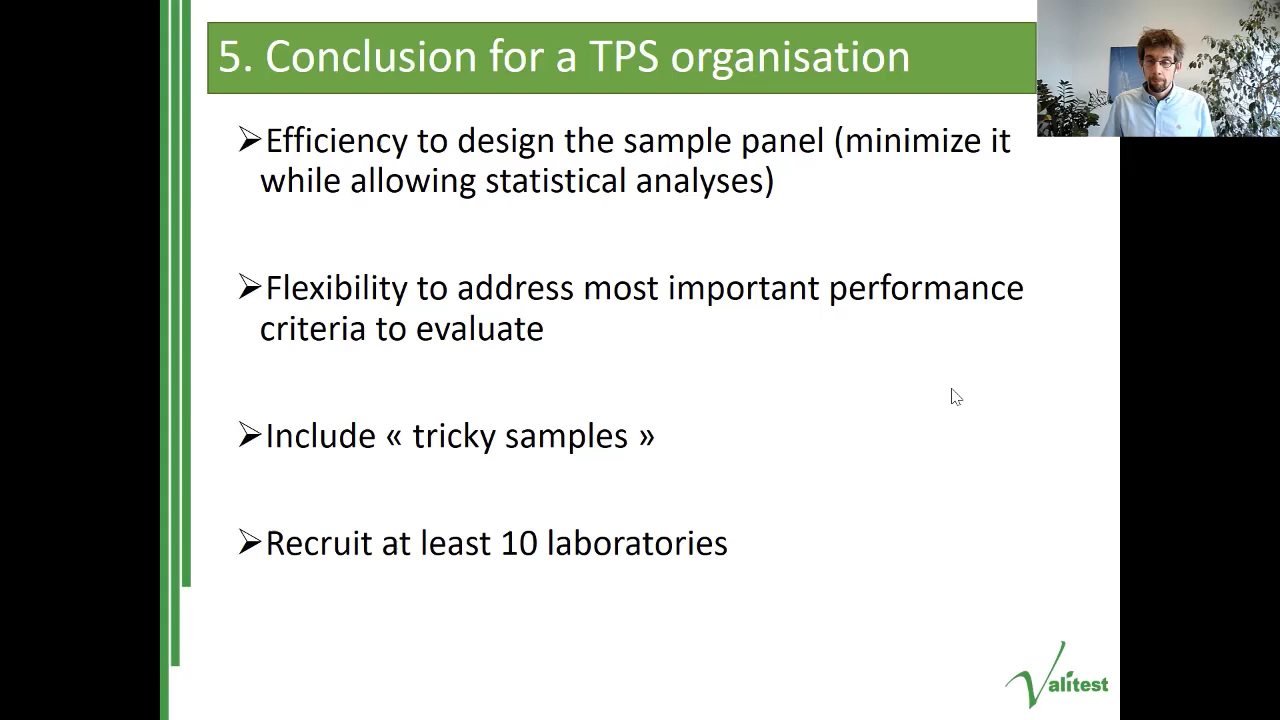 5. Conclusion for a TPS organisation
➢Efficiency to design the sample panel (minimize it
while allowing statistical analyses)
➢Flexibility to address most important performance
criteria to evaluate
➢Include « tricky samples »
➢Recruit at least 10 laboratories
Valitest